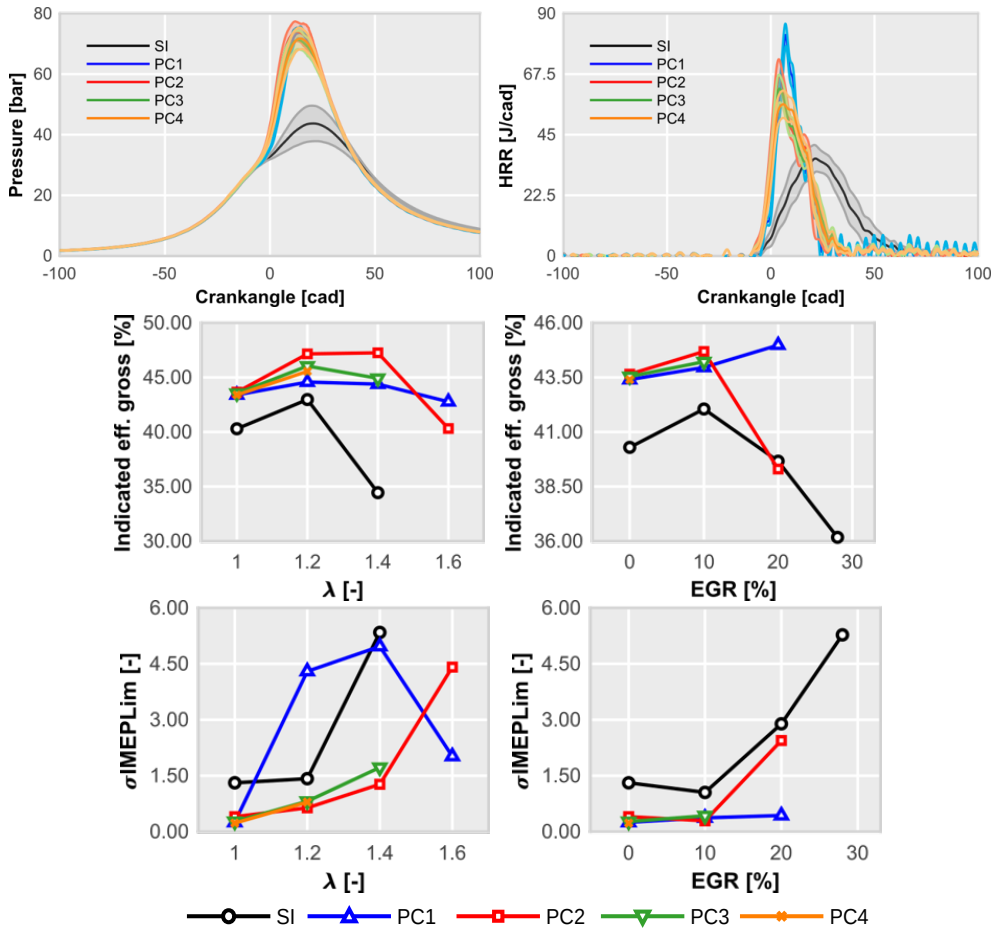 80
60
40
20
0
Pressure [bar]
SI
PC1
PC2
PC3
PC4
-100
-50
0
50
100
Crankangle [cad]
90
67.5
45
22.5
0
HRR [J/cad]
SI
PC1
PC2
PC3
PC4
-100
-50
0
50
100
Crankangle [cad]
50.00
45.00
40.00
35.00
30.00
Indicated eff. gross [%]
1
1.2
1.4
1.6
λ [-]
46.00
43.50
41.00
38.50
36.00
Indicated eff. gross [%]
0
10
20
30
EGR [%]
6.00
4.50
3.00
1.50
0.00
σIMEPLim [-]
1
1.2
1.4
1.6
λ [-]
6.00
4.50
3.00
1.50
0.00
σIMEPLim [-]
0
10
20
30
EGR [%]
SI PC1 PC2 PC3 PC4